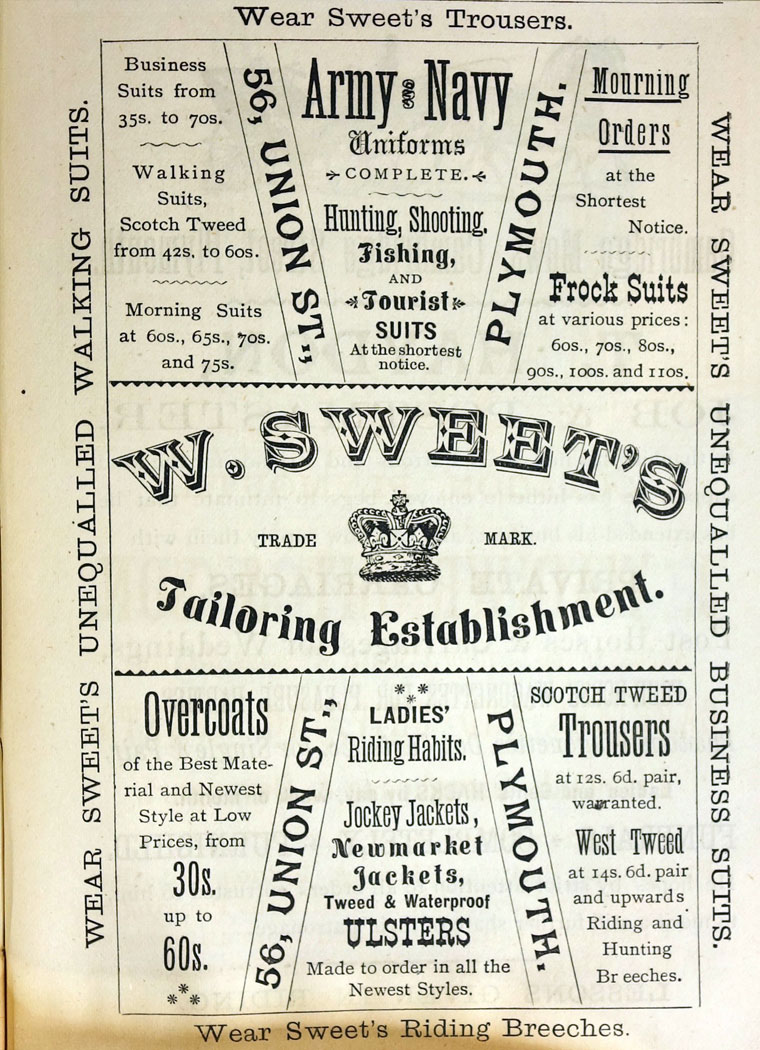 Wear Sweet's Trousers.
WEAR SWEET'S UNEQUALLED WALKING SUITS.
Business
Suits from
35s. to 70s.
Walking
Suits,
Scotch Tweed
from 42s. to 60s.
Morning Suits
at 60s., 65s., 70s.
and 75s.
56, UNION ST.,
Army & Navy
Uniforms
COMPLETE.
Hunting, Shooting,
Fishing,
AND
Tourist
SUITS
At the shortest
notice.
PLYMOUTH.
Mourning
Orders
at the
Shortest
Notice.
Frock Suits
at various prices:
60s., 70s., 80s.,
90s., 100s. and 110s.
WEAR SWEET'S UNEQUALLED BUSINESS SUITS.
W. SWEET'S
TRADE MARK.
Tailoring Establishment.
Overcoats
of the Best Mate-
rial and Newest
Style at Low
Prices, from
30s.
up to
60s.
56, UNION ST.,
LADIES'
Riding Habits.
Jockey Jackets,
Newmarket
Jackets,
Tweed & Waterproof
ULSTERS
Made to order in all the
Newest Styles.
PLYMOUTH.
SCOTCH TWEED
Trousers
at 12s. 6d. pair,
warranted.
West Tweed
at 14s. 6d. pair
and upwards
Riding and
Hunting
Breeches.
Wear Sweet's Riding Breeches.